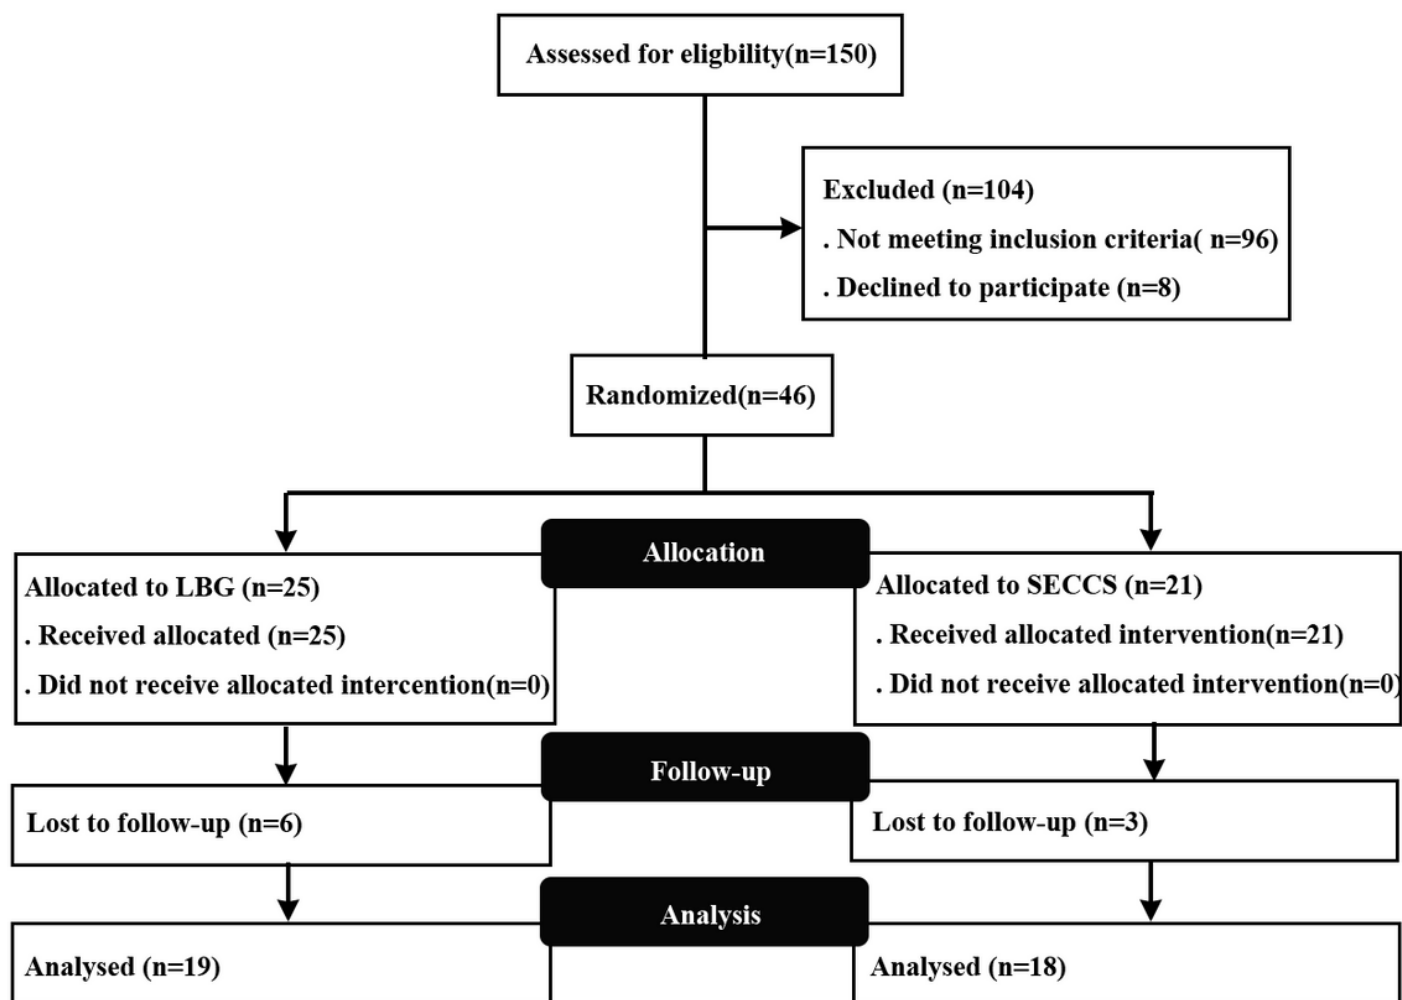 Assessed for eligbility(n=150)
Excluded (n=104)
. Not meeting inclusion criteria( n=96)
. Declined to participate (n=8)
Randomized(n=46)
Allocation
Allocated to LBG (n=25)
. Received allocated (n=25)
. Did not receive allocated intercention(n=0)
Allocated to SECCS (n=21)
. Received allocated intervention(n=21)
. Did not receive allocated intervention(n=0)
Follow-up
Lost to follow-up (n=6)
Lost to follow-up (n=3)
Analysis
Analysed (n=19)
Analysed (n=18)